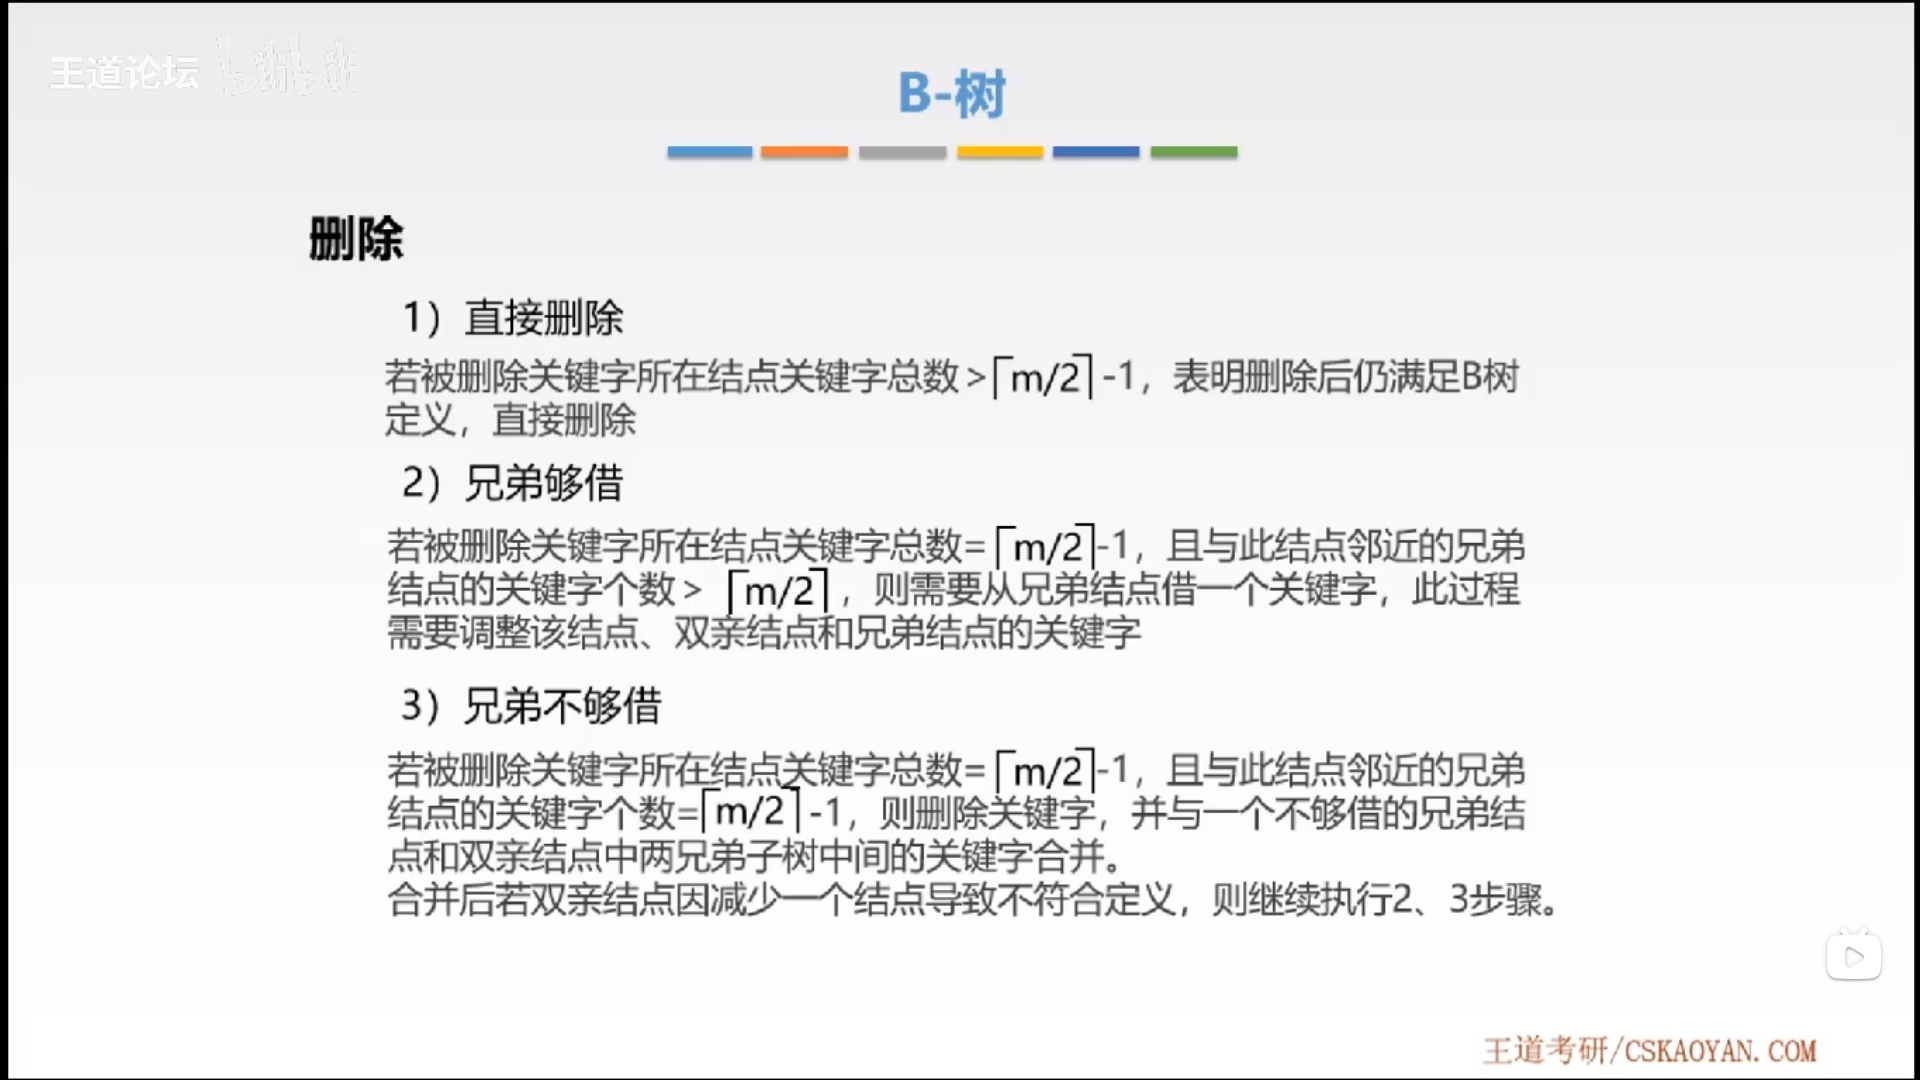 王道论坛 bilibili
B-树
删除
1）直接删除
若被删除关键字所在结点关键字总数>⌈m/2⌉-1，表明删除后仍满足B树
定义，直接删除
2）兄弟够借
若被删除关键字所在结点关键字总数=⌈m/2⌉-1，且与此结点邻近的兄弟
结点的关键字个数> ⌈m/2⌉，则需要从兄弟结点借一个关键字，此过程
需要调整该结点、双亲结点和兄弟结点的关键字
3）兄弟不够借
若被删除关键字所在结点关键字总数=⌈m/2⌉-1，且与此结点邻近的兄弟
结点的关键字个数=⌈m/2⌉-1，则删除关键字，并与一个不够借的兄弟结
点和双亲结点中两兄弟子树中间的关键字合并。
合并后若双亲结点因减少一个结点导致不符合定义，则继续执行2、3步骤。
王道考研/CSKAOYAN.COM